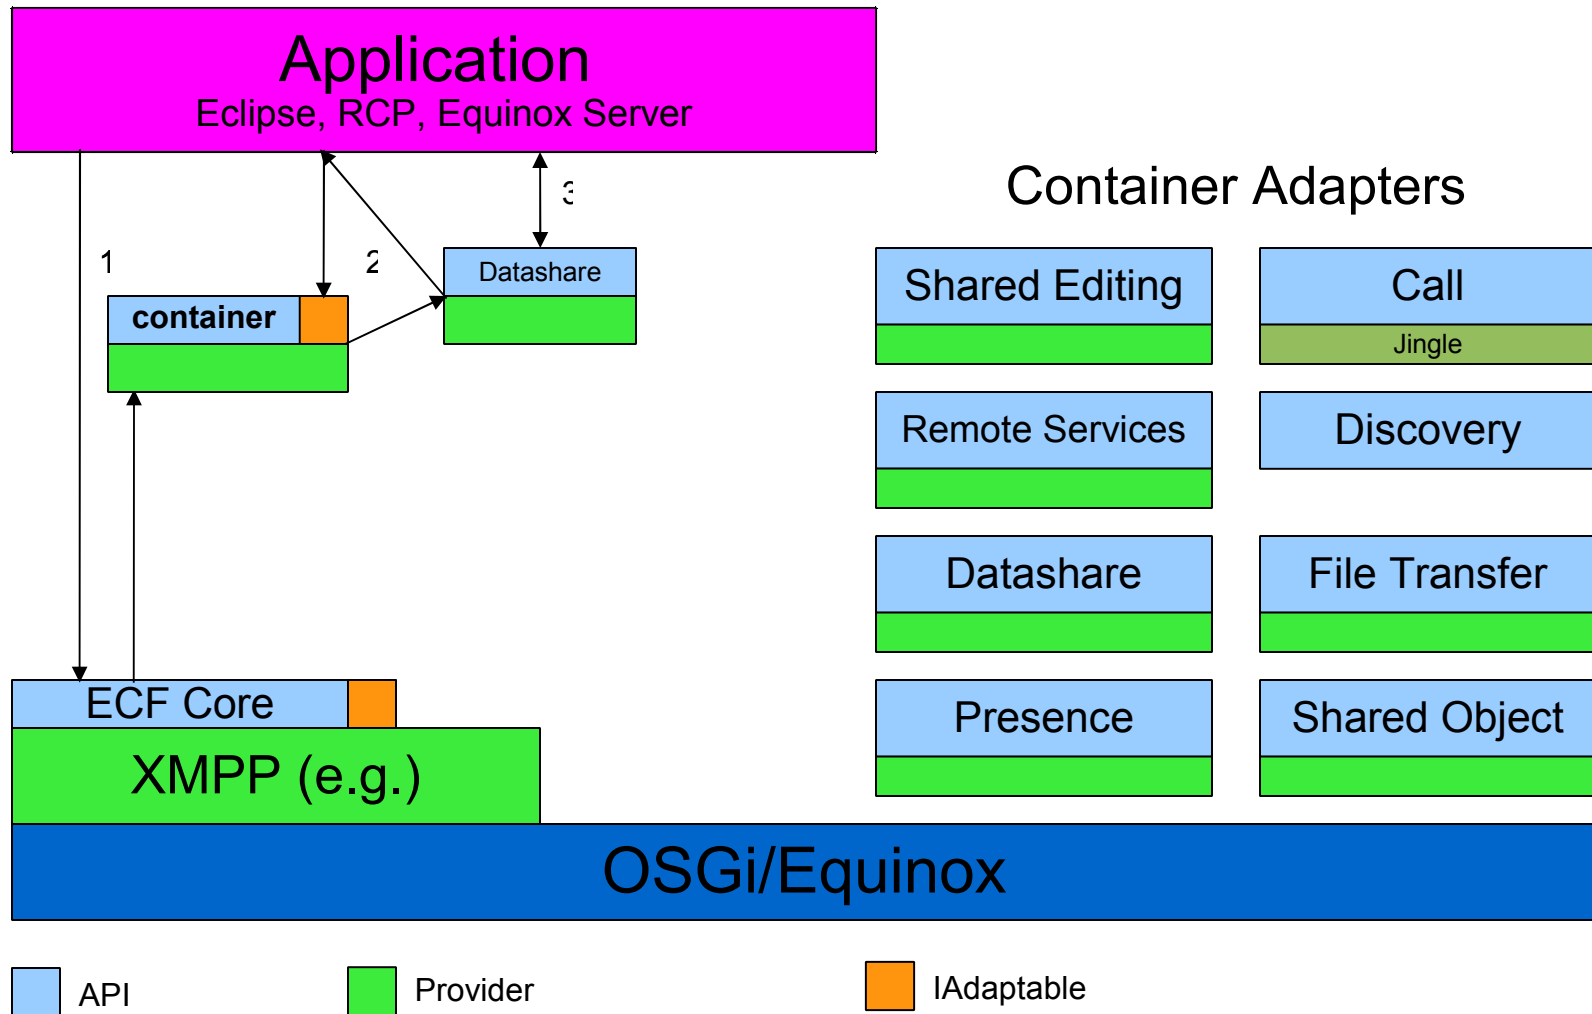 Application
Eclipse, RCP, Equinox Server
Container Adapters
1
2
3
Datashare
container
Shared Editing
Call
Jingle
Remote Services
Discovery
Datashare
File Transfer
ECF Core
Presence
Shared Object
XMPP (e.g.)
OSGi/Equinox
API
Provider
IAdaptable